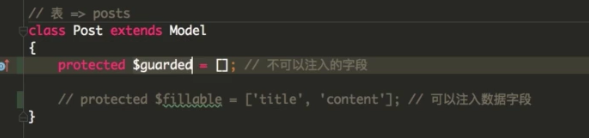 // 表 => posts
class Post extends Model
{
protected $guarded = []; // 不可以注入的字段
// protected $fillable = ['title', 'content']; // 可以注入数据字段
}